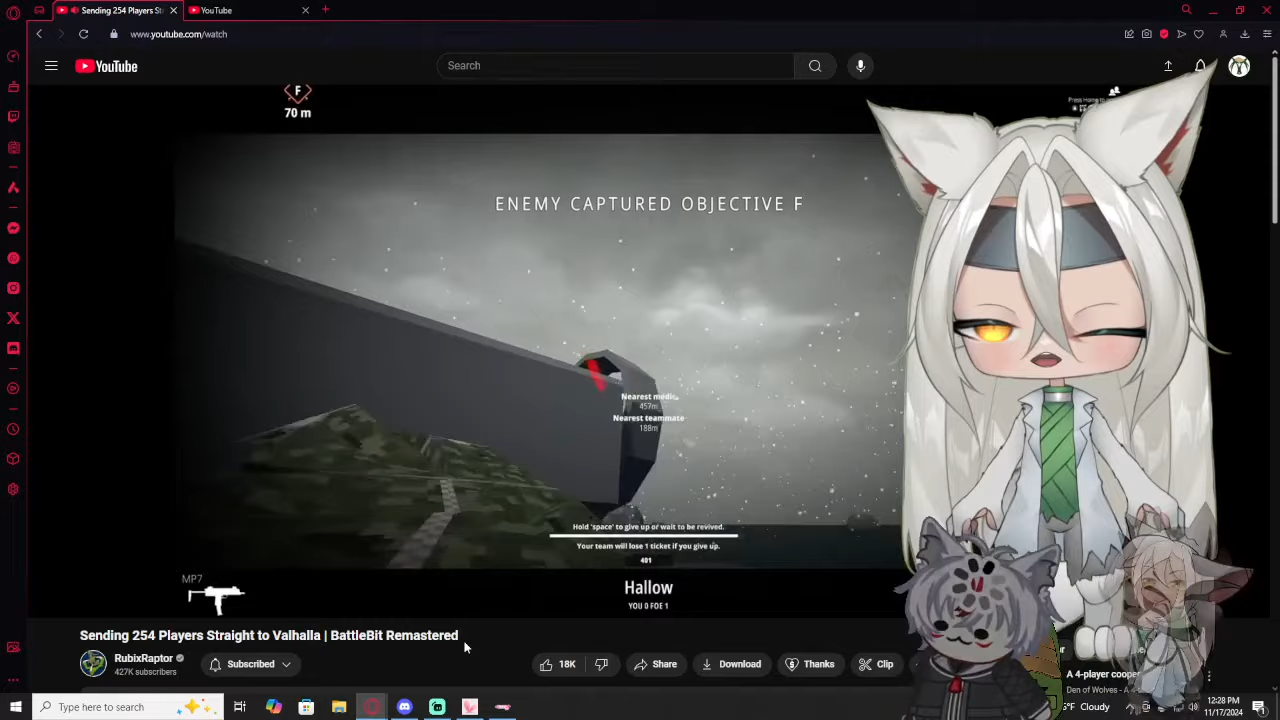 Sending 254 Players St
YouTube
www.youtube.com/watch
YouTube
Search
F
70 m
ENEMY CAPTURED OBJECTIVE F
Nearest medic
457m
Nearest teammate
188m
Hold 'space' to give up or wait to be revived.
Your team will lose 1 ticket if you give up.
401
MP7
Hallow
YOU 0 FOE 1
Sending 254 Players Straight to Valhalla | BattleBit Remastered
RubixRaptor
427K subscribers
Subscribed
18K
Share
Download
Thanks
Clip
A 4-player cooper
Den of Wolves - A 4-
Type here to search
Cloudy
12:28 PM
11/17/2024